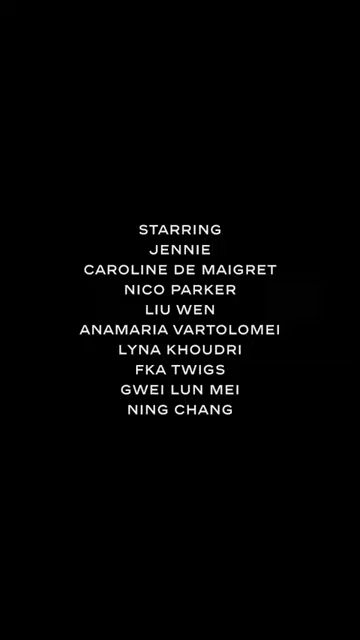 STARRING
JENNIE
CAROLINE DE MAIGRET
NICO PARKER
LIU WEN
ANAMARIA VARTOLOMEI
LYNA KHOUDRI
FKA TWIGS
GWEI LUN MEI
NING CHANG